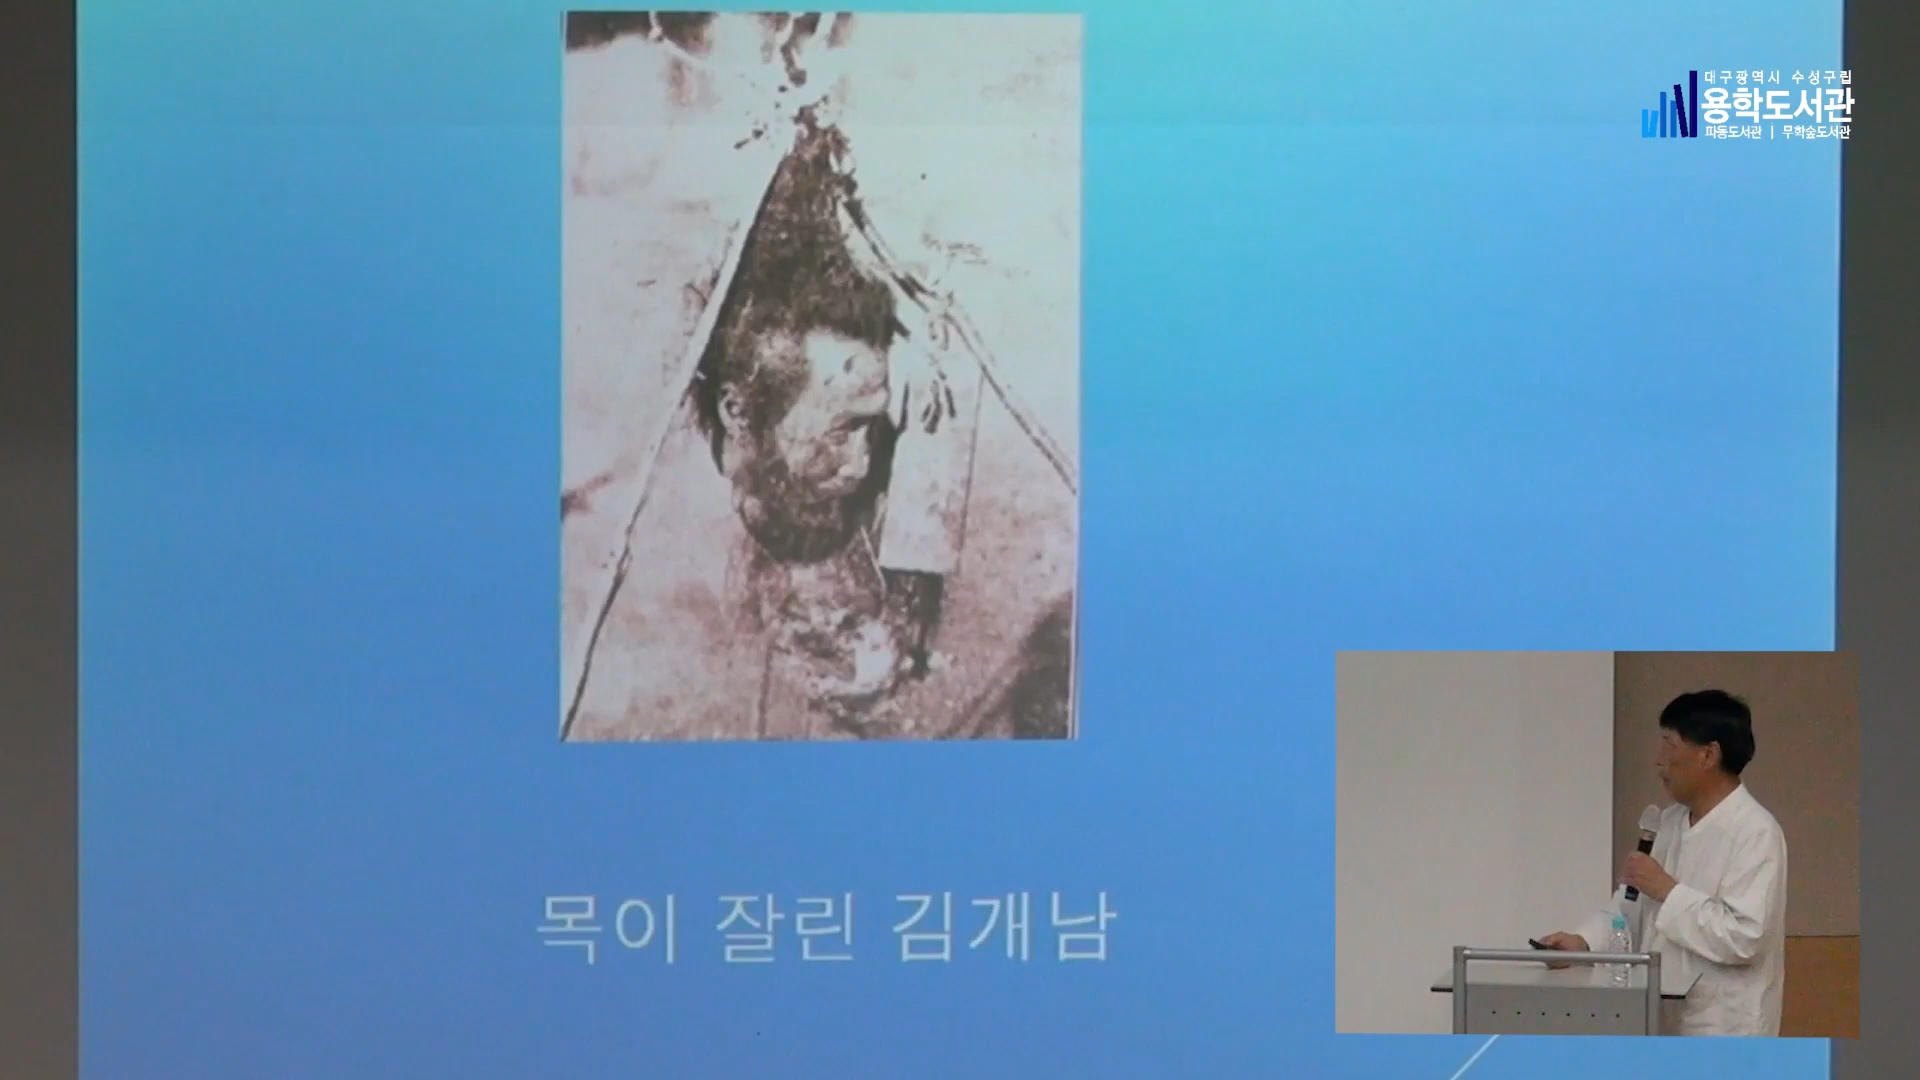 대구광역시 수성구립
용학도서관
파동도서관 | 무학숲도서관
목이 잘린 김개남